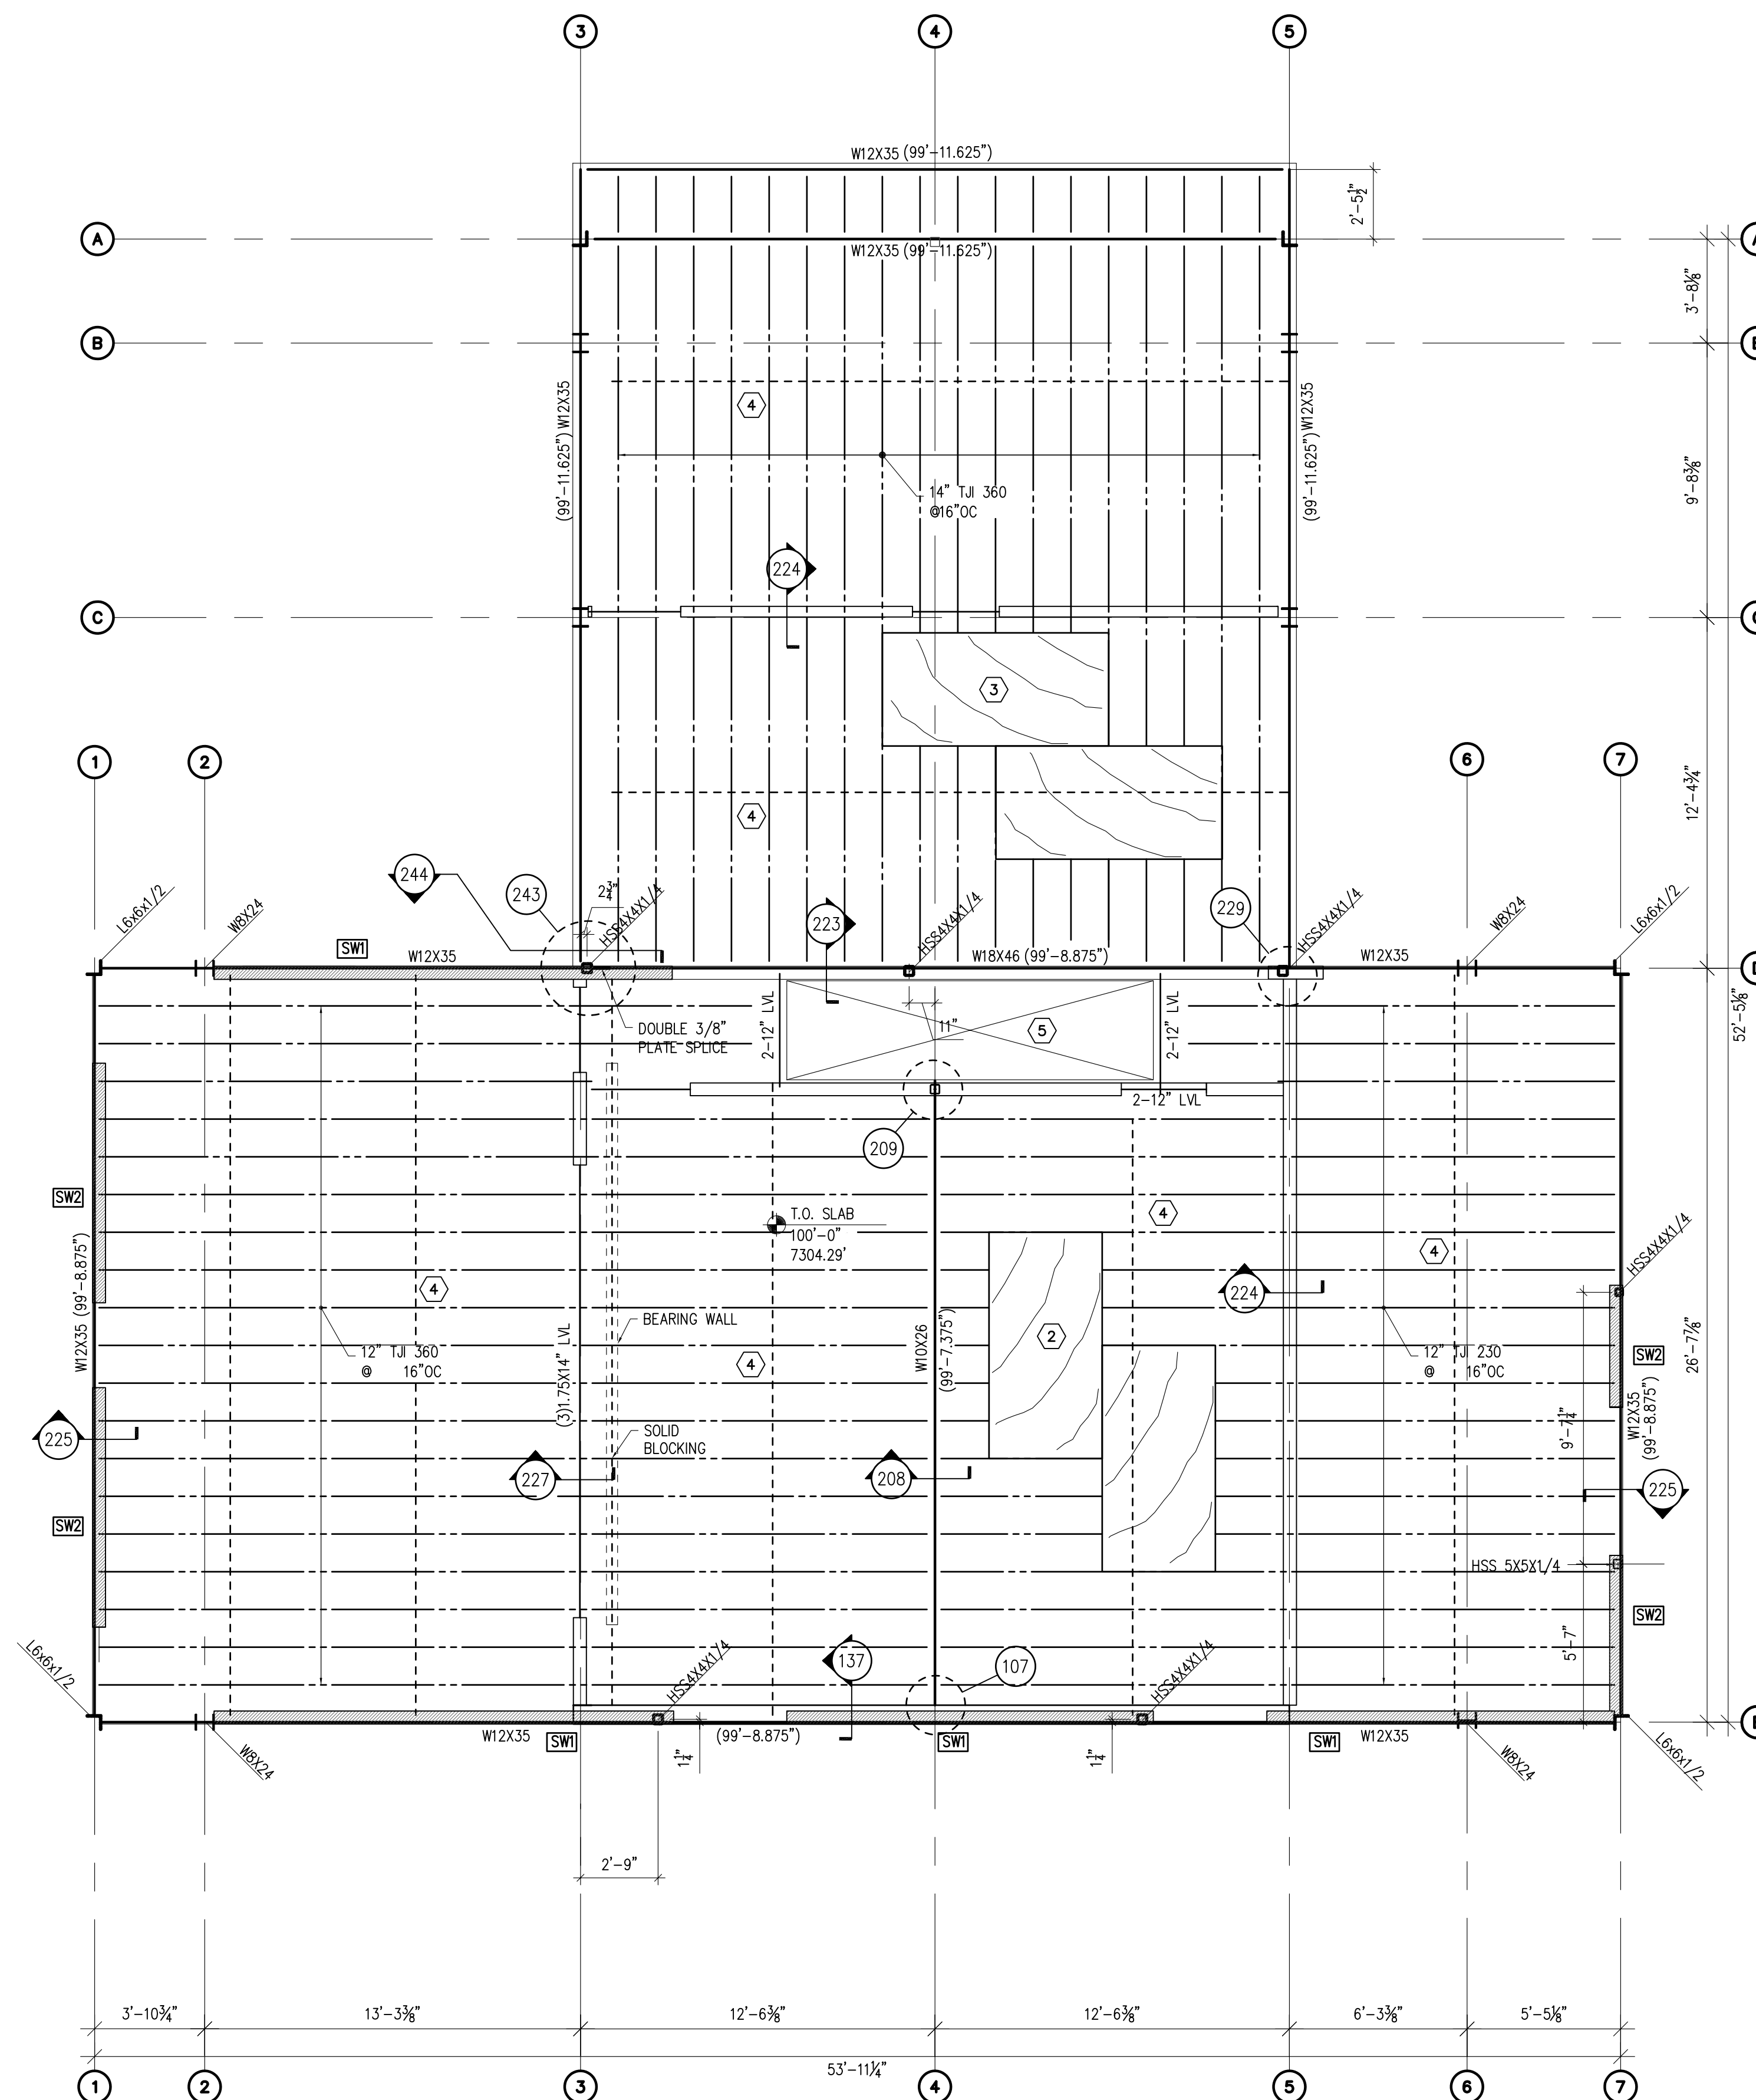 3
4
5
W12X35 (99'-11.625")
2'-5½"
A
W12X35 (99'-11.625")
3'-8⅛"
B
(99'-11.625") W12X35
(99'-11.625") W12X35
4
9'-8⅜"
14" TJI 360
@16"OC
224
C
3
1
2
6
7
12'-4¾"
4
244
243
2¾"
HSS4X4X1/4
223
HSS4X4X1/4
229
HSS4X4X1/4
L6x6x1/2
W8X24
W8X24
L6x6x1/2
SW1
W12X35
W18X46 (99'-8.875")
W12X35
52'-5⅛"
DOUBLE 3/8"
PLATE SPLICE
2-12" LVL
11"
5
2-12" LVL
2-12" LVL
209
SW2
T.O. SLAB
100'-0"
7304.29'
4
4
4
HSS4X4X1/4
W12X35 (99'-8.875")
224
BEARING WALL
2
12" TJI 360
@ 16"OC
(3)1.75X14" LVL
4
W10X26
(99'-7.375")
12" TJI 230
@ 16"OC
SW2
26'-7⅞"
W12X35
(99'-8.875")
9'-7¼"
225
SOLID
BLOCKING
227
208
225
SW2
HSS 5X5X1/4
SW2
5'-7"
L6x6x1/2
HSS4X4X1/4
137
107
HSS4X4X1/4
W12X35
SW1
(99'-8.875")
SW1
SW1
W12X35
W8X24
1¼"
1¼"
W8X24
L6x6x1/2
2'-9"
3'-10¾"
13'-3⅜"
12'-6⅜"
12'-6⅜"
6'-3⅜"
5'-5⅛"
53'-11¼"
1
2
3
4
5
6
7